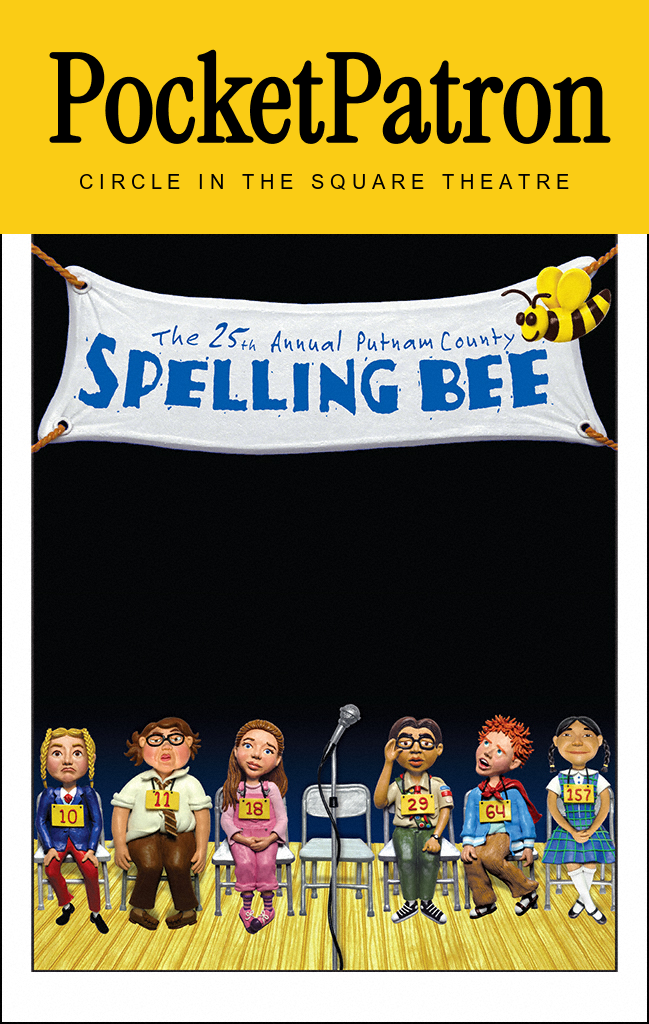 PocketPatron
CIRCLE IN THE SQUARE THEATRE
The 25th Annual Putnam County
SPELLING BEE
10
11
18
29
64
157